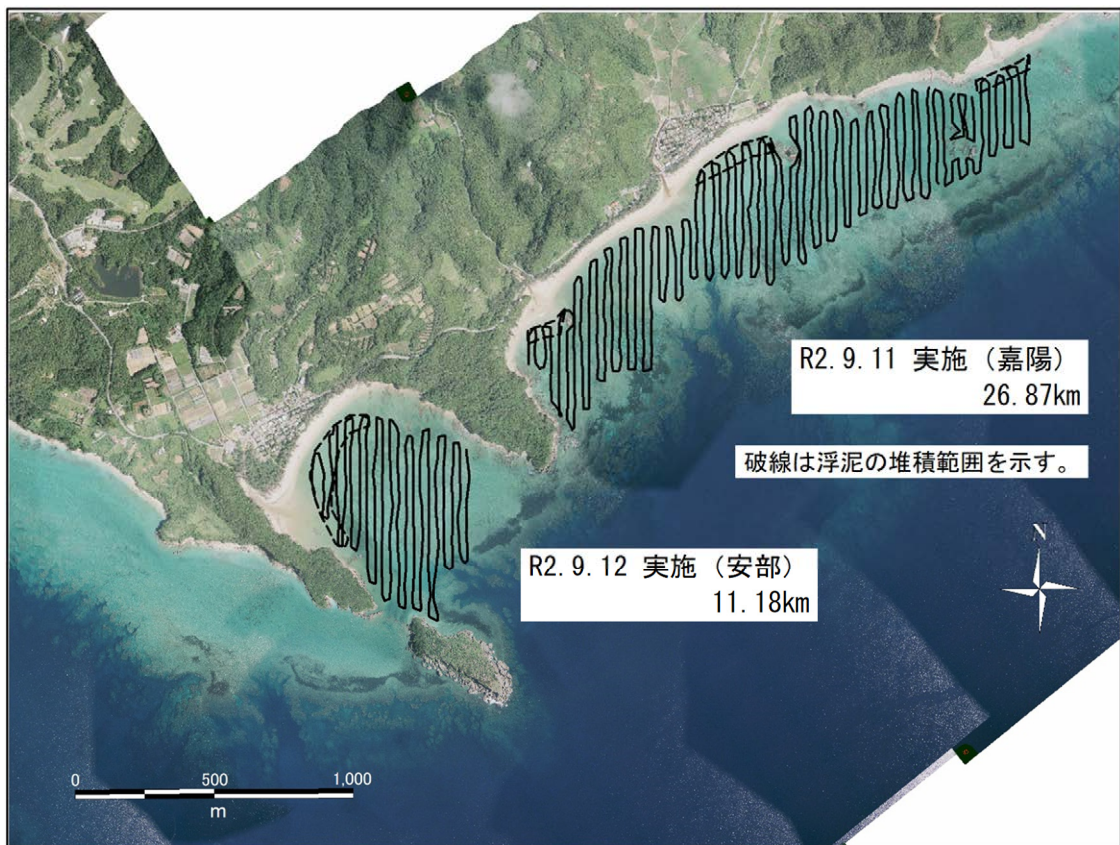 R2.9.11 実施（嘉陽）
26.87km
破線は浮泥の堆積範囲を示す。
N
R2.9.12 実施（安部）
11.18km
0 500 1,000
m